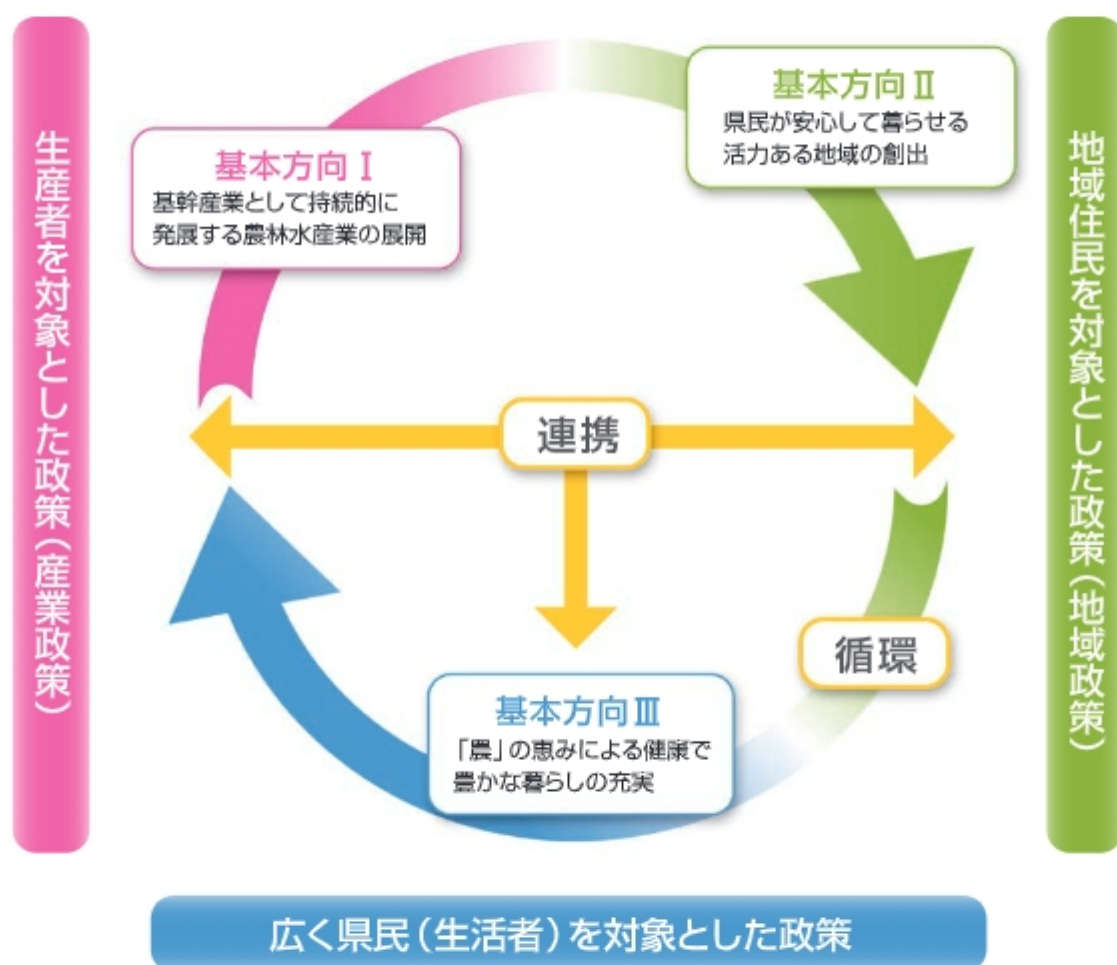 生産者を対象とした政策(産業政策)
基本方向Ⅰ
基幹産業として持続的に
発展する農林水産業の展開
基本方向Ⅱ
県民が安心して暮らせる
活力ある地域の創出
地域住民を対象とした政策(地域政策)
連携
循環
基本方向Ⅲ
「農」の恵みによる健康で
豊かな暮らしの充実
広く県民(生活者)を対象とした政策